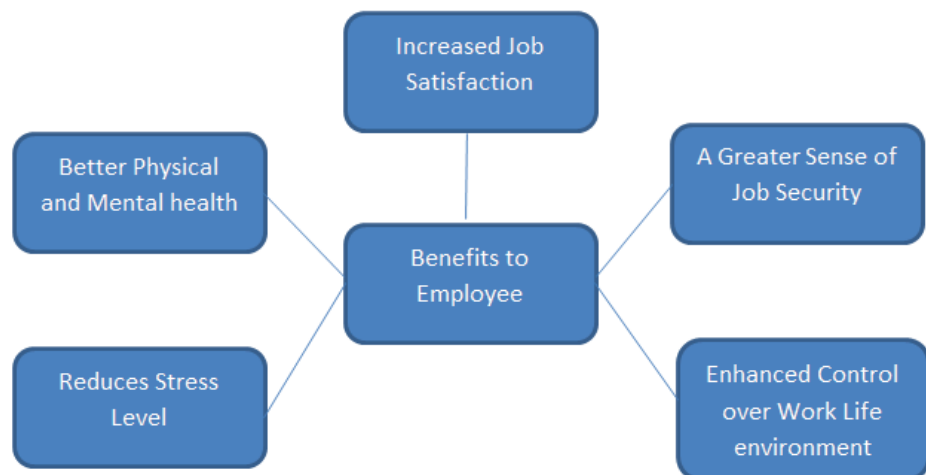 Increased Job
Satisfaction
Better Physical
and Mental health
A Greater Sense of
Job Security
Benefits to
Employee
Reduces Stress
Level
Enhanced Control
over Work Life
environment